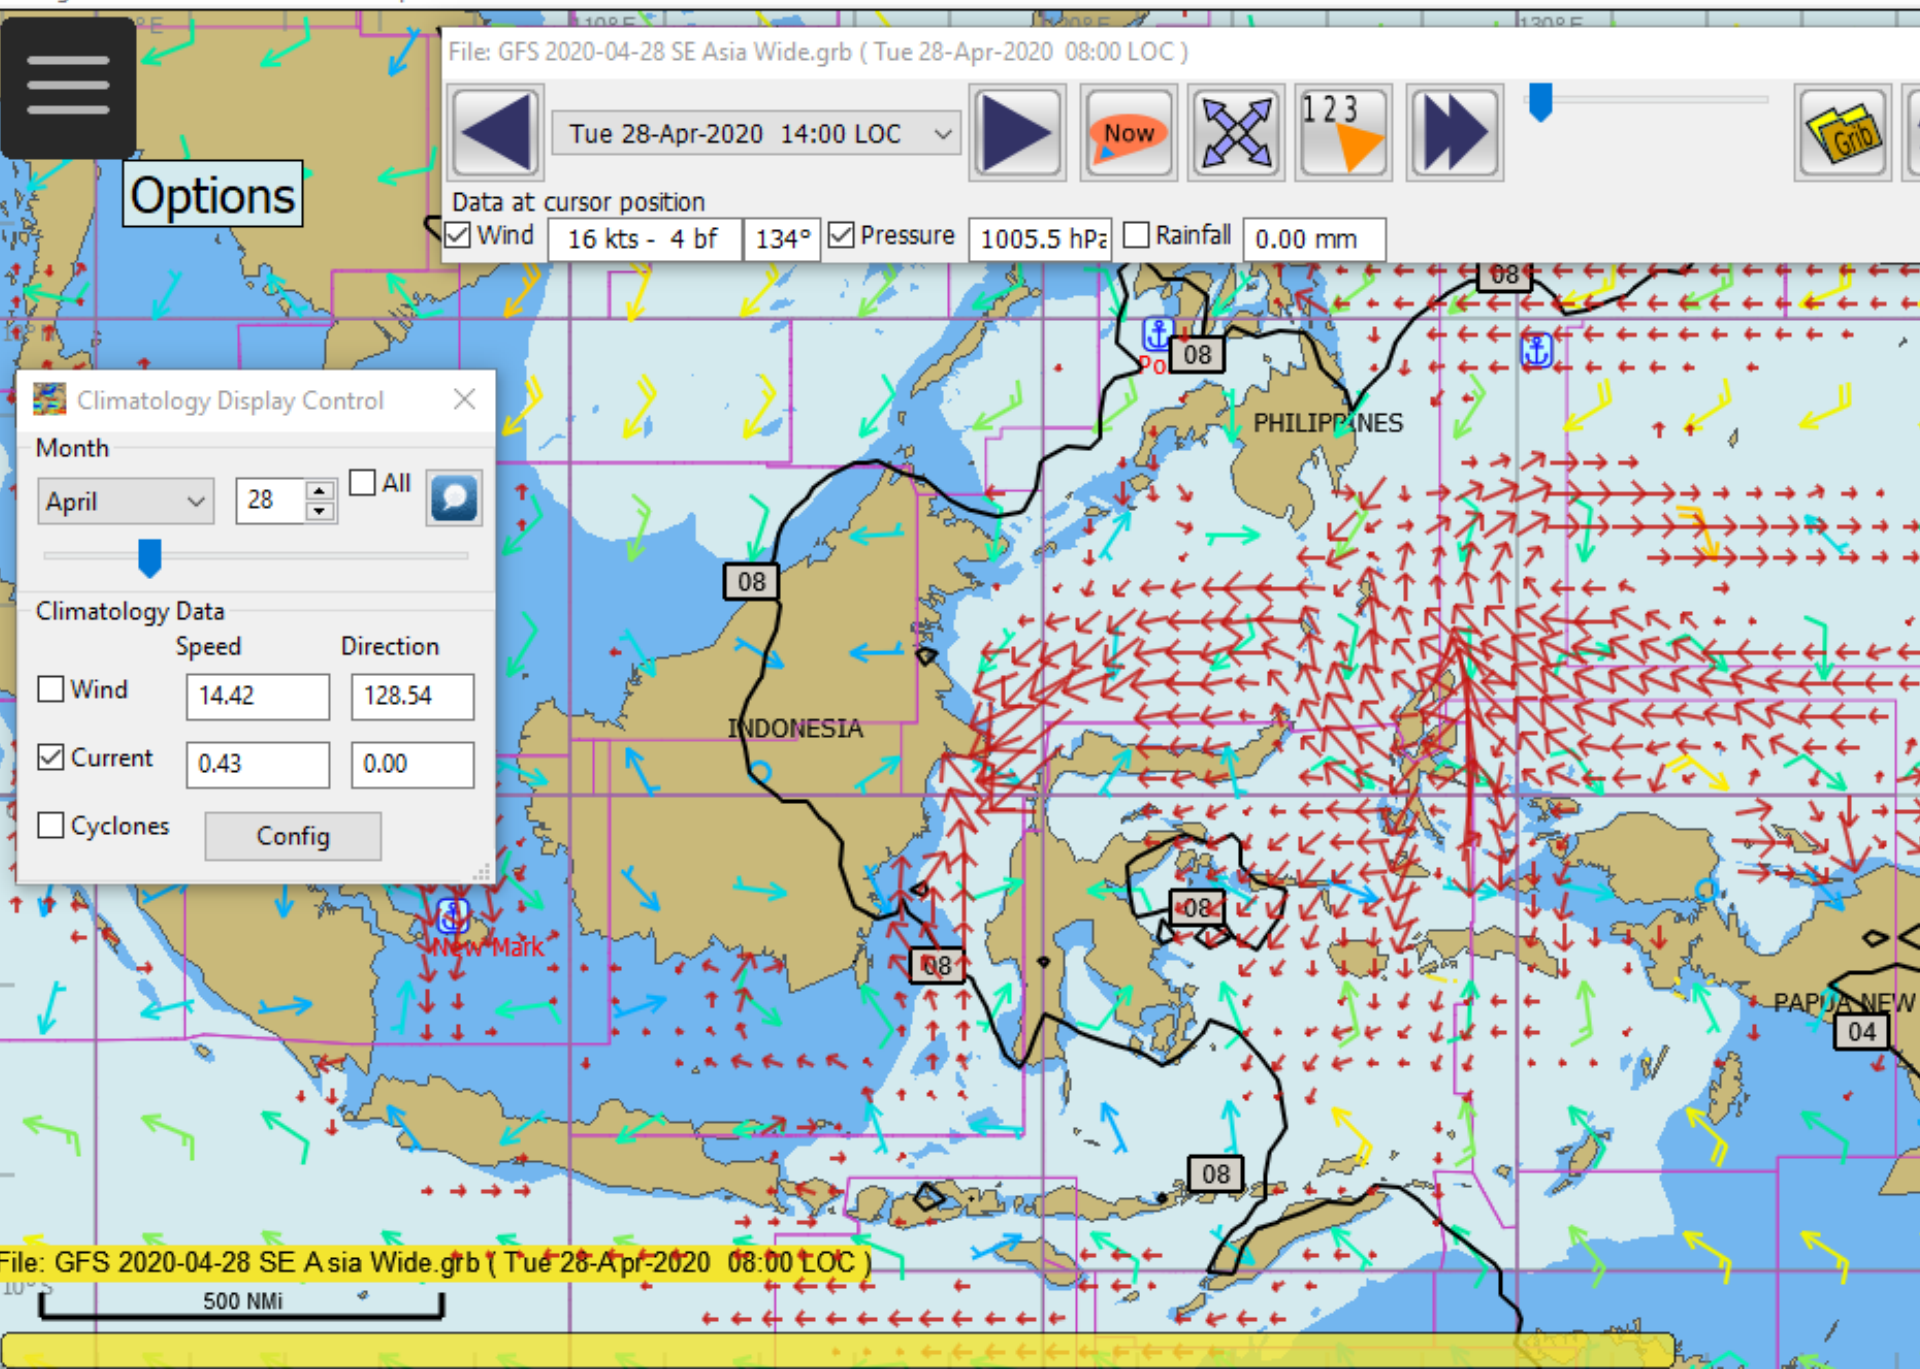 110°E
130°E
File: GFS 2020-04-28 SE Asia Wide.grb ( Tue 28-Apr-2020 08:00 LOC )
Tue 28-Apr-2020 14:00 LOC
Now
1 2 3
Grib
Options
Data at cursor position
Wind
16 kts - 4 bf
134°
Pressure
1005.5 hPa
Rainfall
0.00 mm
08
08
Po
PHILIPPINES
Climatology Display Control
Month
April
28
All
Climatology Data
Speed
Direction
Wind
14.42
128.54
Current
0.43
0.00
Cyclones
Config
08
INDONESIA
08
New Mark
08
PAPUA NEW
04
08
File: GFS 2020-04-28 SE Asia Wide.grb ( Tue 28-Apr-2020 08:00 LOC )
10°S
500 NMi